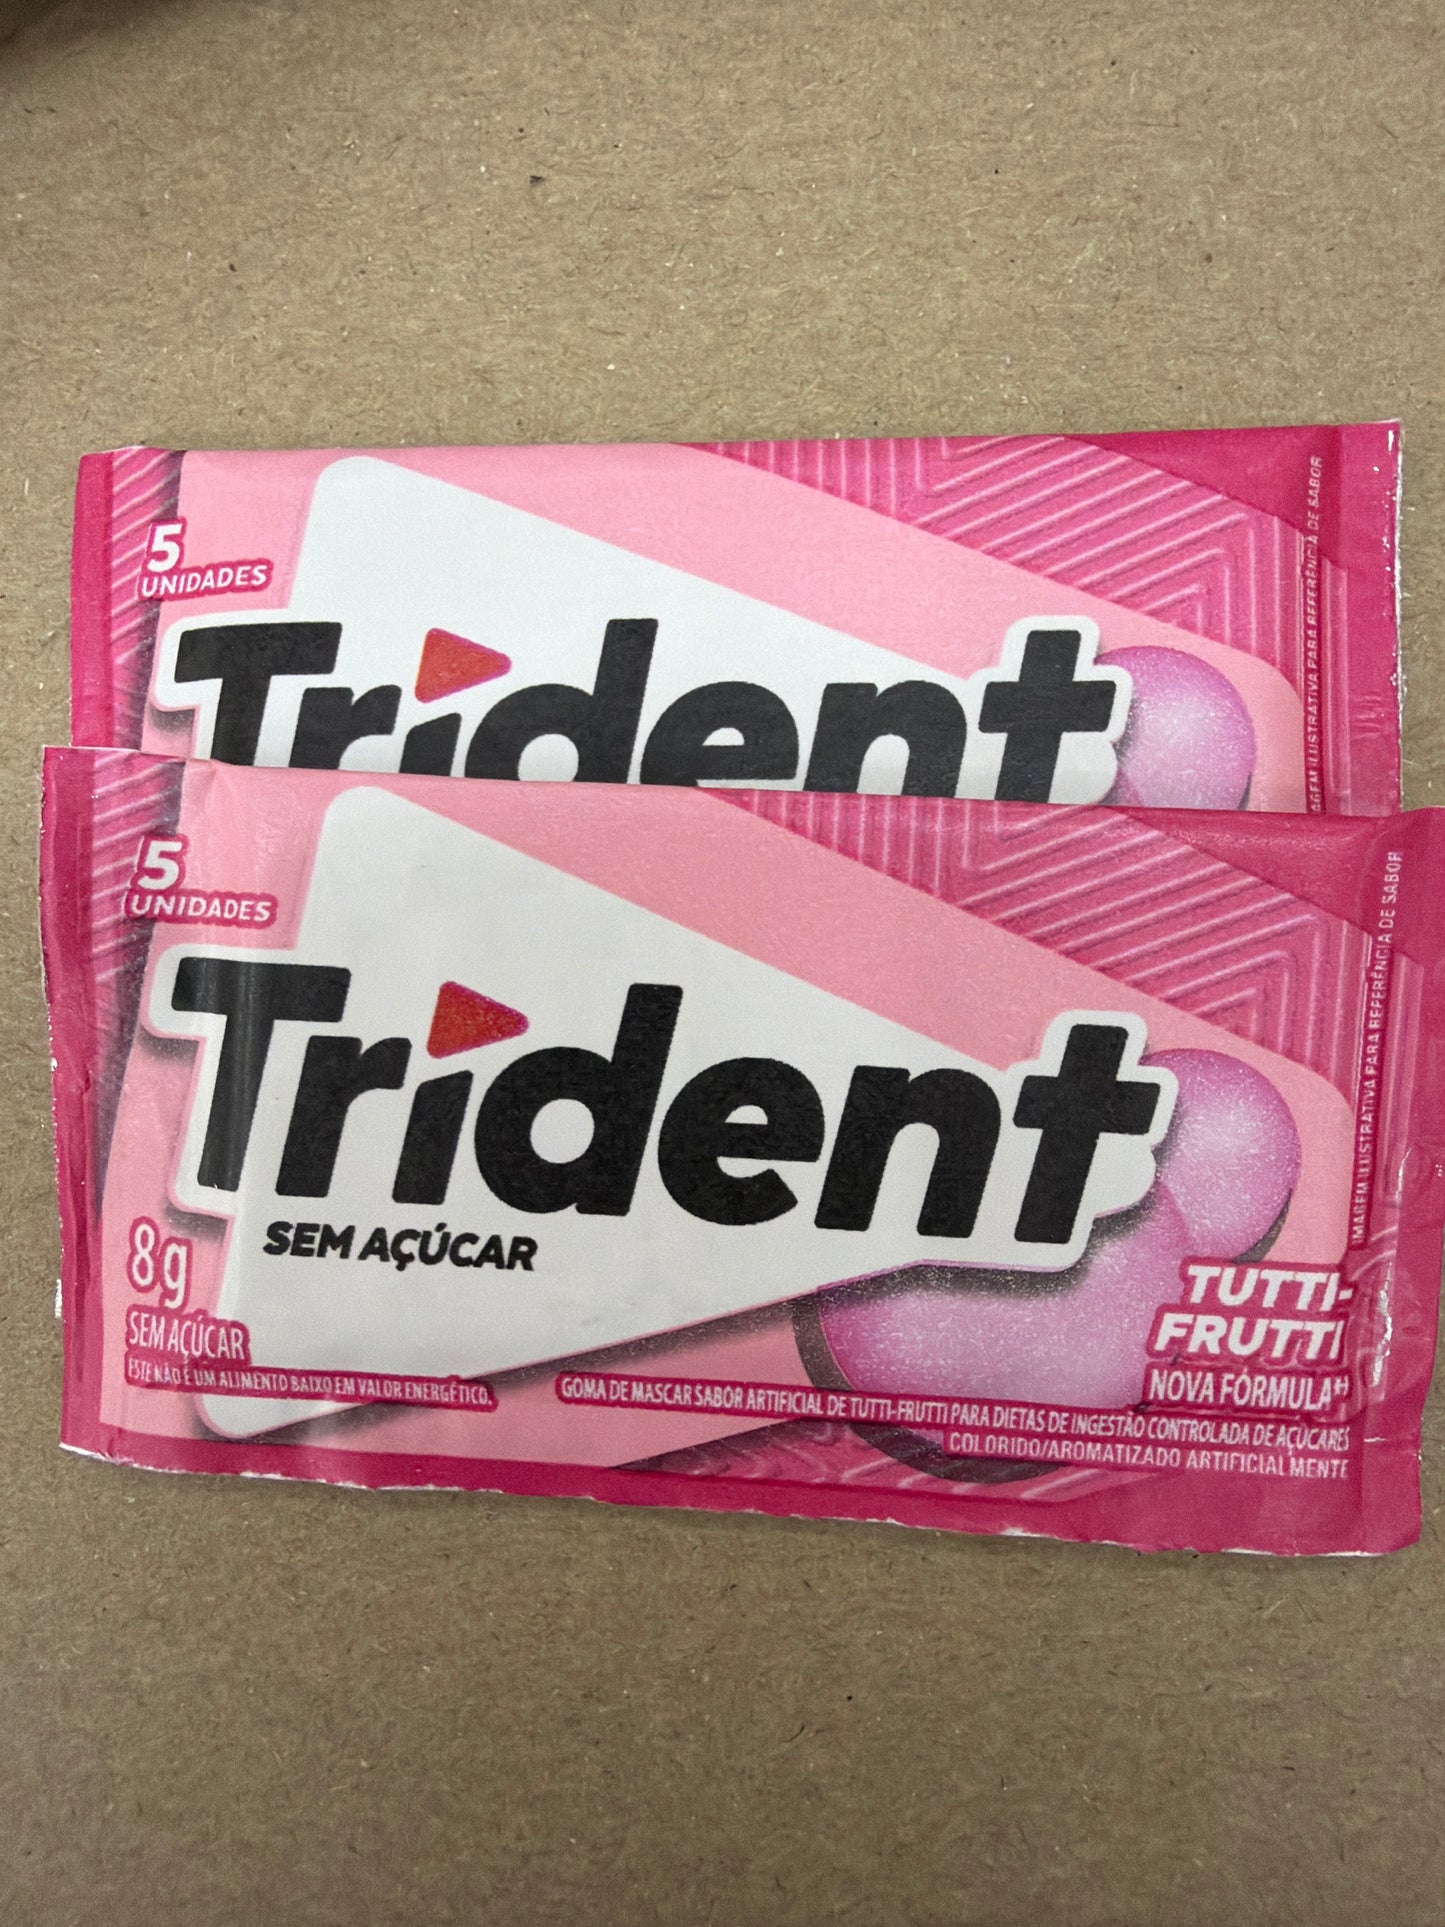 5
UNIDADES
Trident
IMAGEM ILUSTRATIVA PARA REFERÊNCIA DE SABOR
5
UNIDADES
Trident
SEM AÇÚCAR
8g
SEM AÇÚCAR
ESTE NÃO É UM ALIMENTO BAIXO EM VALOR ENERGÉTICO.
TUTTI-
FRUTTI
NOVA FÓRMULA
GOMA DE MASCAR SABOR ARTIFICIAL DE TUTTI-FRUTTI PARA DIETAS DE INGESTÃO CONTROLADA DE AÇÚCARES
COLORIDO/AROMATIZADO ARTIFICIALMENTE
IMAGEM ILUSTRATIVA PARA REFERÊNCIA DE SABOR